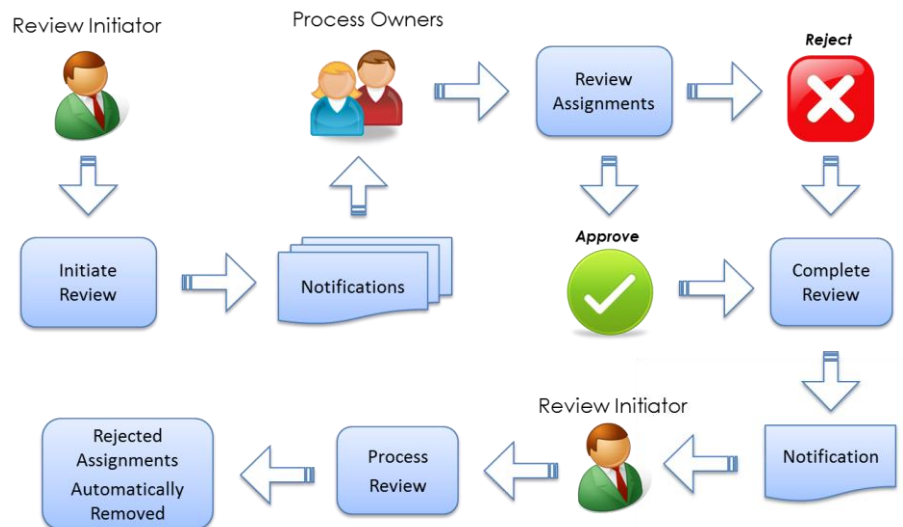 Review Initiator
Process Owners
Reject
Review
Assignments
Initiate
Review
Notifications
Approve
Complete
Review
Review Initiator
Rejected
Assignments
Automatically
Removed
Process
Review
Notification